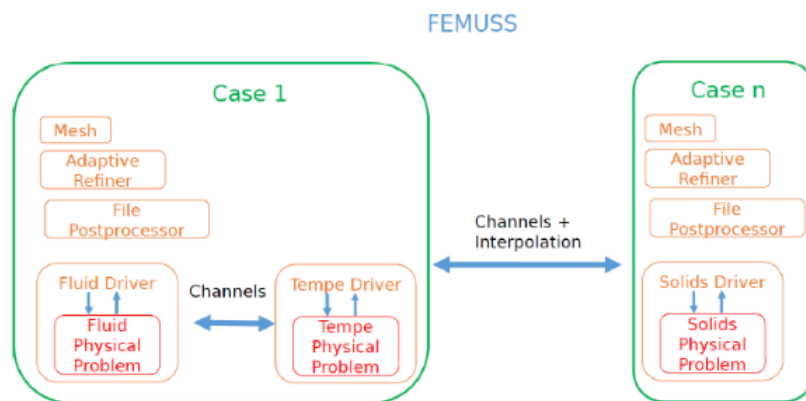 FEMUSS
Case 1
Mesh
Adaptive
Refiner
File
Postprocessor
Fluid Driver
Fluid
Physical
Problem
Channels
Tempe Driver
Tempe
Physical
Problem
Channels +
Interpolation
Case n
Mesh
Adaptive
Refiner
File
Postprocessor
Solids Driver
Solids
Physical
Problem